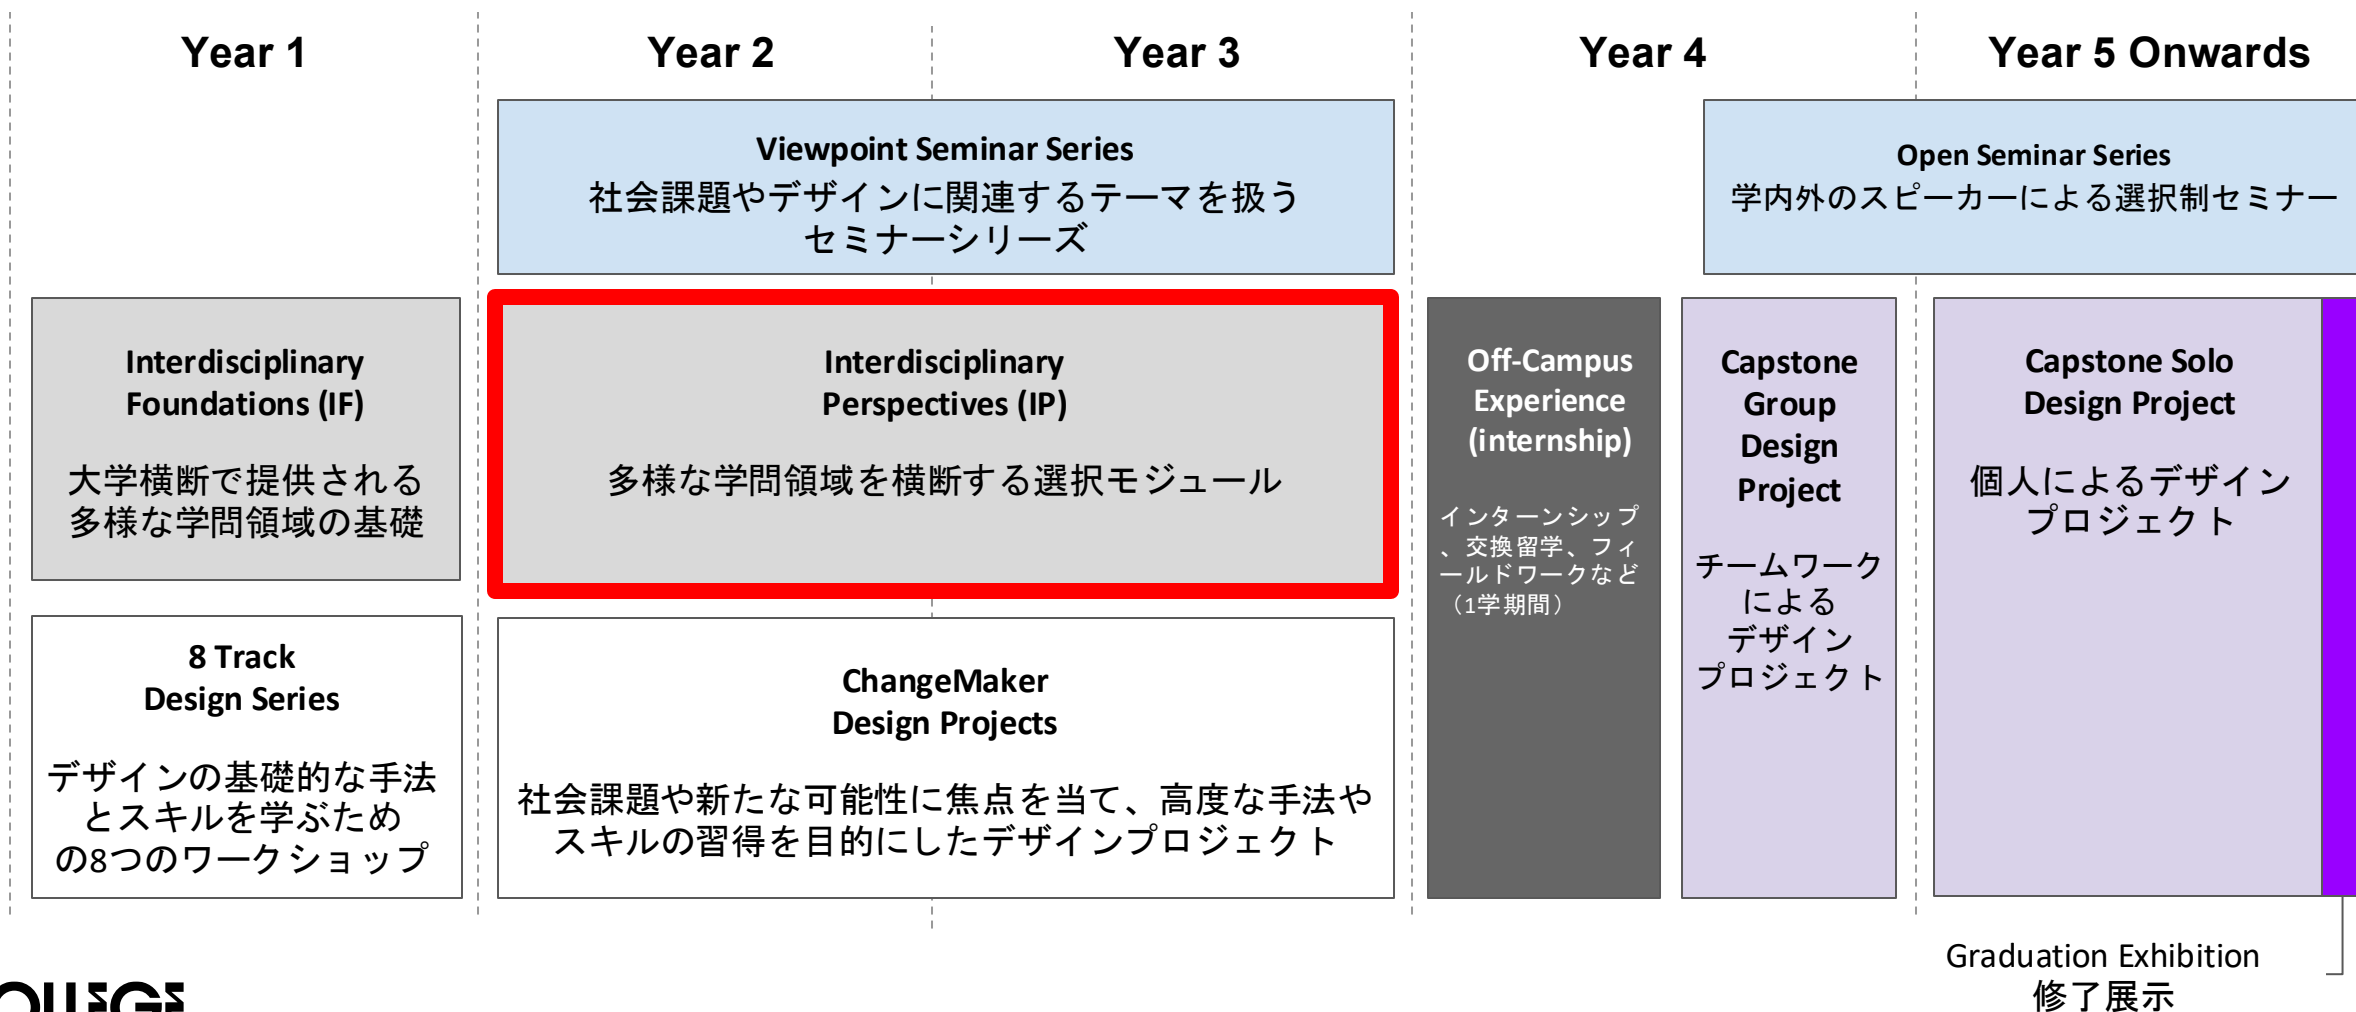 Year 1
Year 2
Year 3
Year 4
Year 5 Onwards
Viewpoint Seminar Series
社会課題やデザインに関連するテーマを扱う
セミナーシリーズ
Open Seminar Series
学内外のスピーカーによる選択制セミナー
Interdisciplinary
Foundations (IF)
大学横断で提供される
多様な学問領域の基礎
Interdisciplinary
Perspectives (IP)
多様な学問領域を横断する選択モジュール
Off-Campus
Experience
(internship)
インターンシップ
、交換留学、フィ
ールドワークなど
（1学期間）
Capstone
Group
Design
Project
チームワーク
による
デザイン
プロジェクト
Capstone Solo
Design Project
個人によるデザイン
プロジェクト
8 Track
Design Series
デザインの基礎的な手法
とスキルを学ぶため
の8つのワークショップ
ChangeMaker
Design Projects
社会課題や新たな可能性に焦点を当て、高度な手法や
スキルの習得を目的にしたデザインプロジェクト
Graduation Exhibition
修了展示